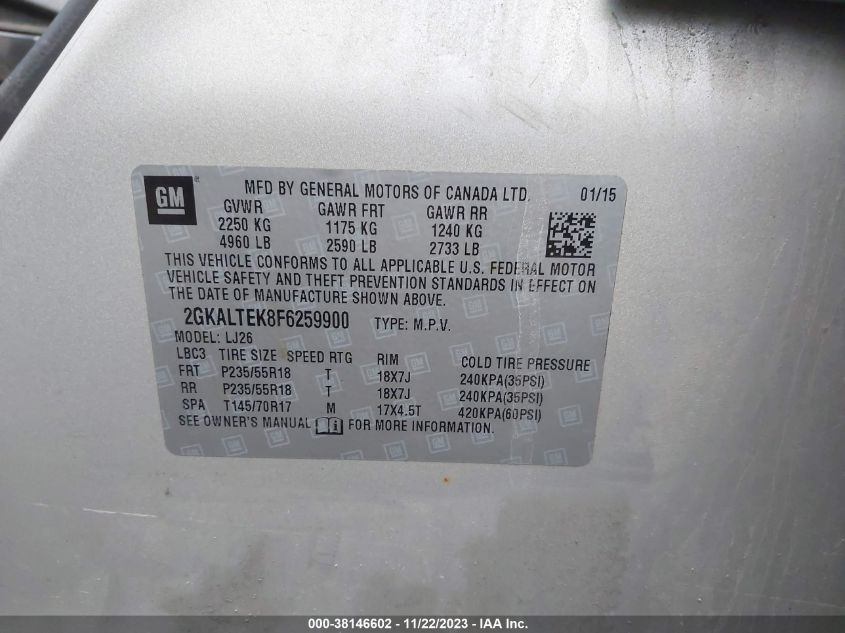 GM
MFD BY GENERAL MOTORS OF CANADA LTD. 01/15
GVWR GAWR FRT GAWR RR
2250 KG 1175 KG 1240 KG
4960 LB 2590 LB 2733 LB
THIS VEHICLE CONFORMS TO ALL APPLICABLE U.S. FEDERAL MOTOR
VEHICLE SAFETY AND THEFT PREVENTION STANDARDS IN EFFECT ON
THE DATE OF MANUFACTURE SHOWN ABOVE.
2GKALTEK8F6259900 TYPE: M.P.V.
MODEL: LJ26
LBC3 TIRE SIZE SPEED RTG RIM COLD TIRE PRESSURE
FRT P235/55R18 T 18X7J 240KPA(35PSI)
RR P235/55R18 T 18X7J 240KPA(35PSI)
SPA T145/70R17 M 17X4.5T 420KPA(60PSI)
SEE OWNER'S MANUAL FOR MORE INFORMATION.
000-38146602 - 11/22/2023 - IAA Inc.